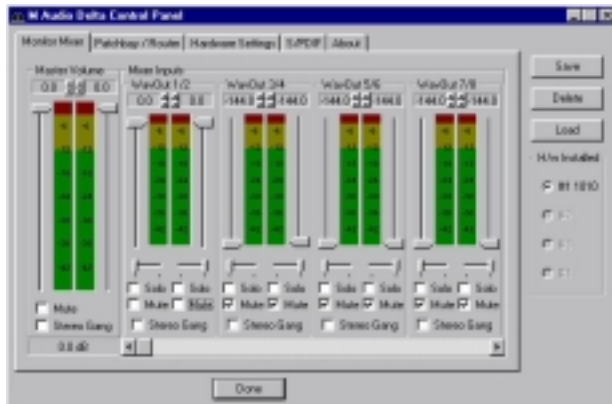 M Audio Delta Control Panel
Monitor Mixer Patchbay / Router Hardware Settings S/PDIF About
Master Volume
0.0 0.0
Mute
Stereo Gang
0.0 dB
Mixer Inputs
WavOut 1/2 WavOut 3/4 WavOut 5/6 WavOut 7/8
0.0 0.0 -144.0 -144.0 -144.0 -144.0 -144.0 -144.0
Solo Solo Solo Solo Solo Solo Solo Solo
Mute Mute Mute Mute Mute Mute Mute Mute
Stereo Gang Stereo Gang Stereo Gang Stereo Gang
Save
Delete
Load
H/w Installed
#1 1010
Done